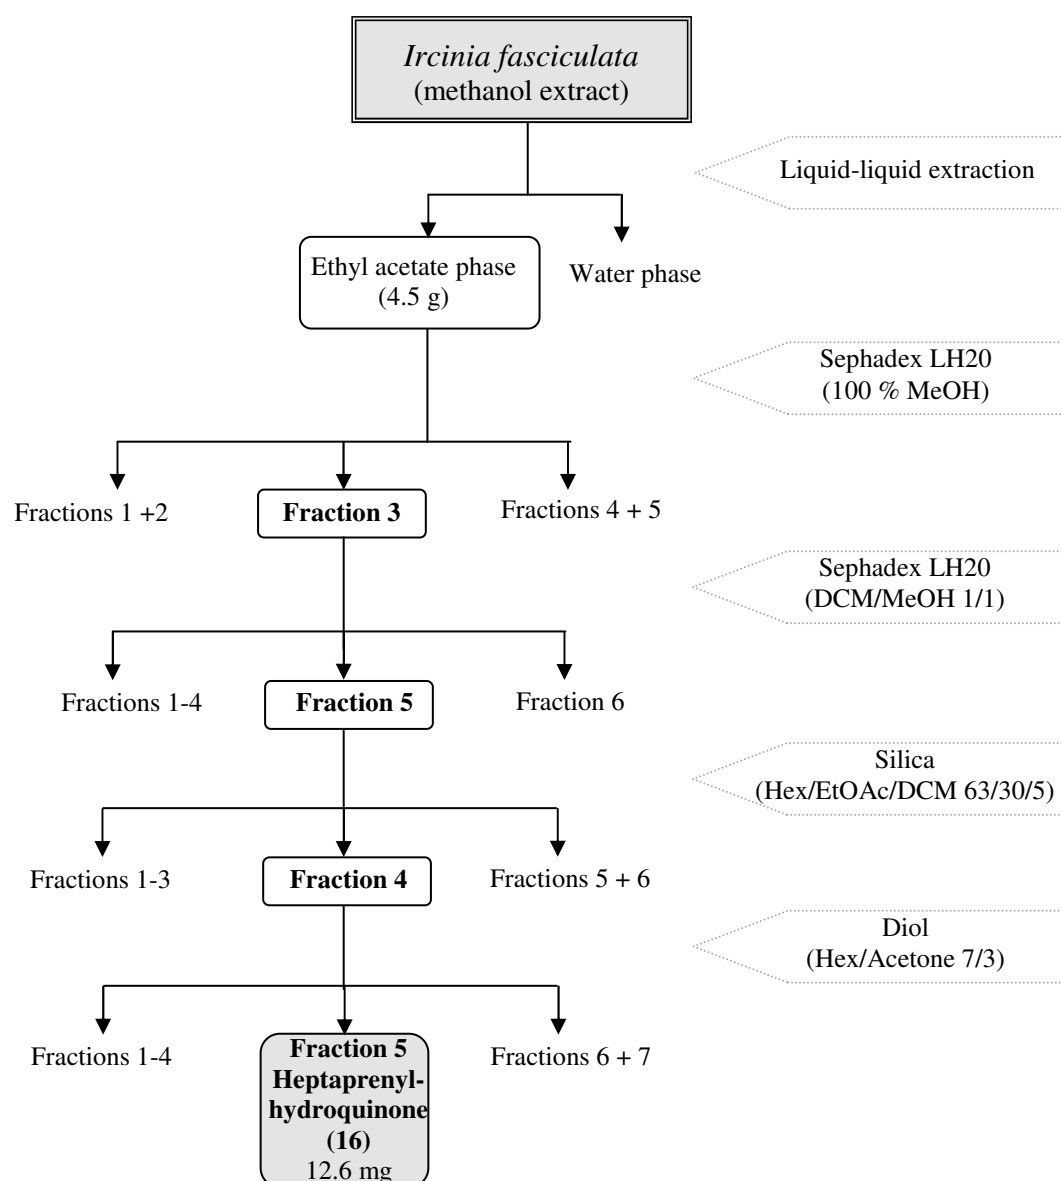 Ircinia fasciculata
(methanol extract)
Liquid-liquid extraction
Ethyl acetate phase
(4.5 g)
Water phase
Sephadex LH20
(100 % MeOH)
Fractions 1 +2
Fraction 3
Fractions 4 + 5
Sephadex LH20
(DCM/MeOH 1/1)
Fractions 1-4
Fraction 5
Fraction 6
Silica
(Hex/EtOAc/DCM 63/30/5)
Fractions 1-3
Fraction 4
Fractions 5 + 6
Diol
(Hex/Acetone 7/3)
Fractions 1-4
Fraction 5
Heptaprenyl-
hydroquinone
(16)
12.6 mg
Fractions 6 + 7